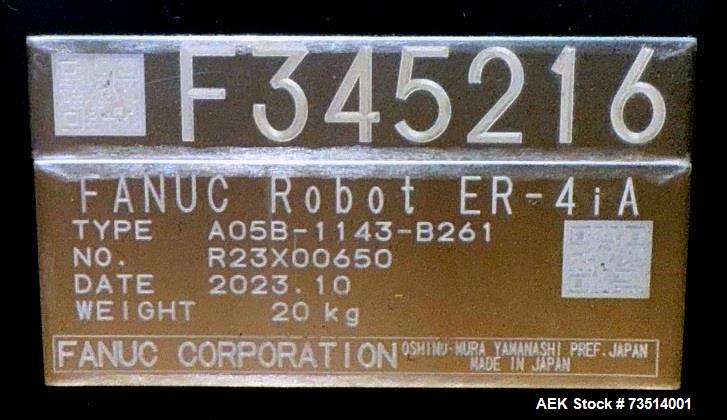 F345216
FANUC Robot ER-4iA
TYPE A05B-1143-B261
NO. R23X00650
DATE 2023.10
WEIGHT 20 kg
FANUC CORPORATION OSHINO-MURA YAMANASHI PREF. JAPAN
MADE IN JAPAN
AEK Stock # 73514001